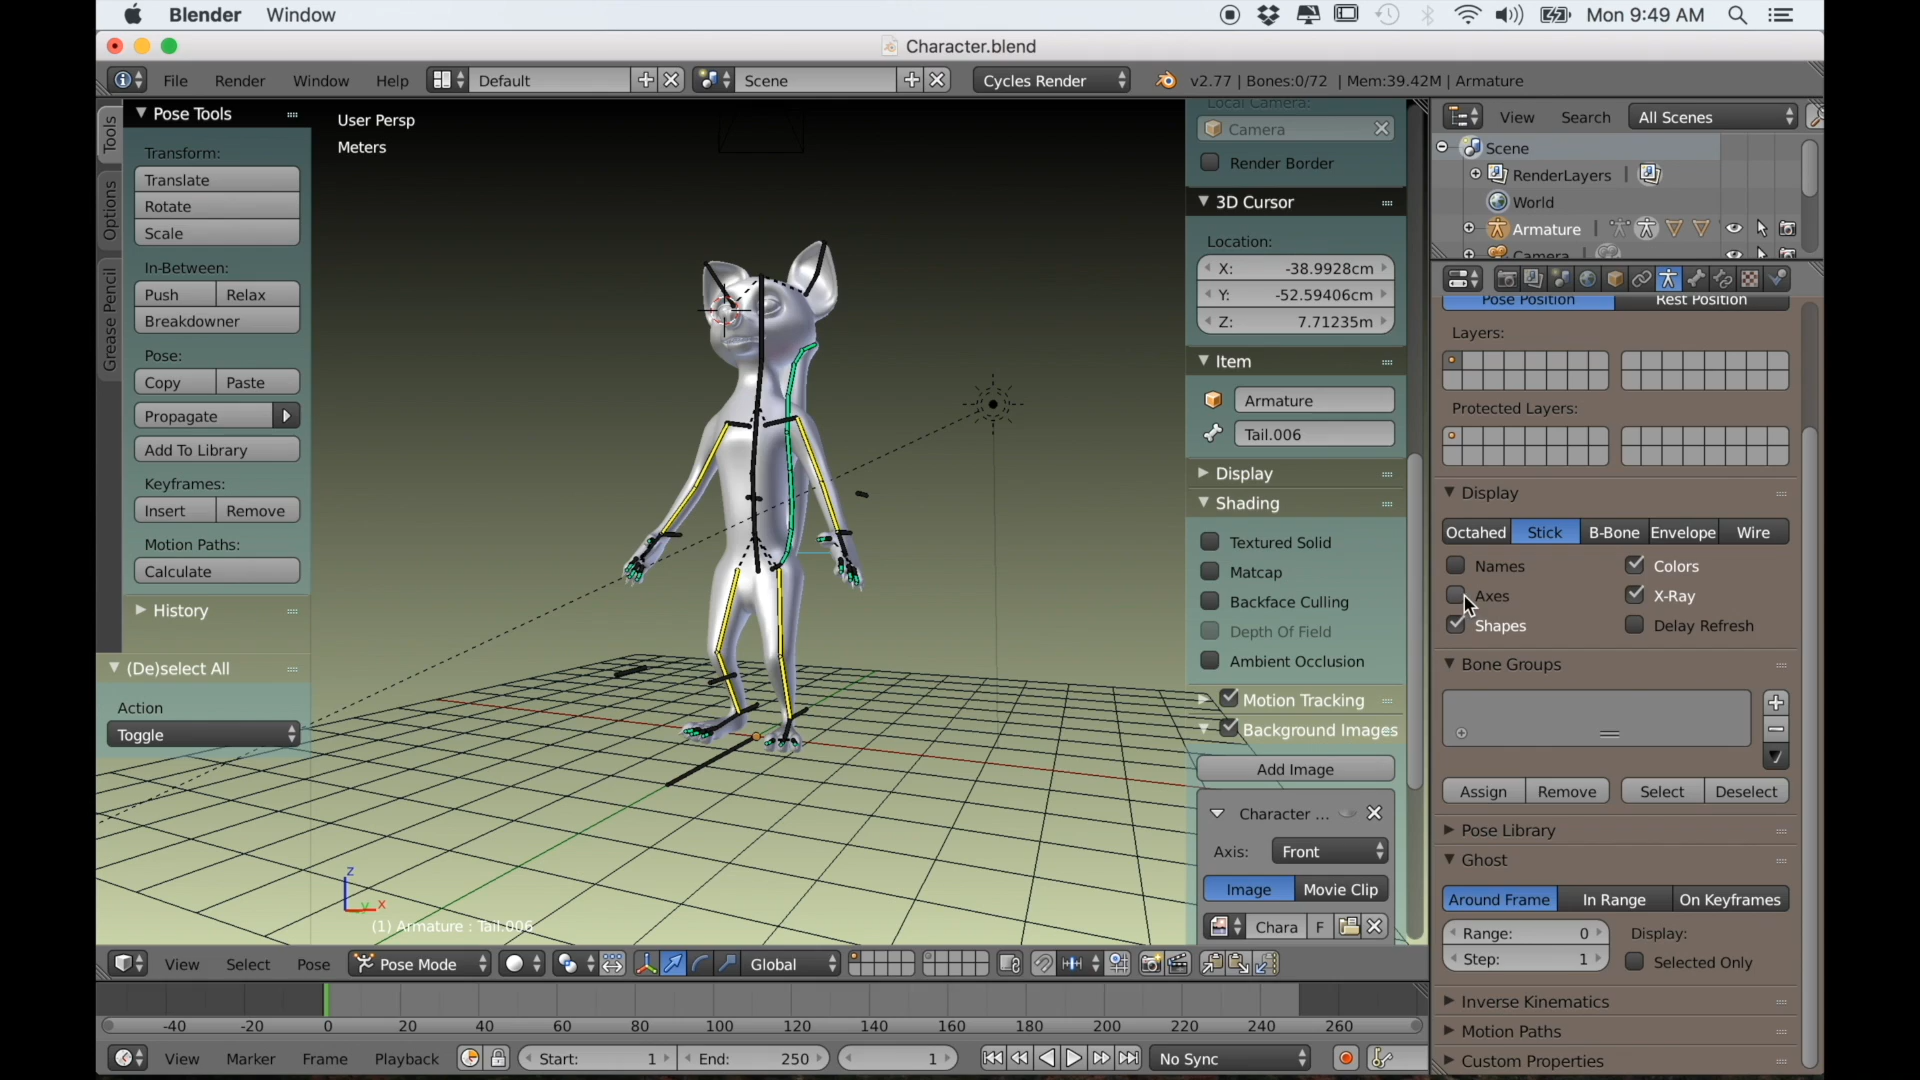 Blender Window Mon 9:49 AM
Character.blend
File Render Window Help Default Scene Cycles Render v2.77 | Bones:0/72 | Mem:39.42M | Armature
Tools
Options
Grease Pencil
Pose Tools
Transform:
Translate
Rotate
Scale
In-Between:
Push Relax
Breakdowner
Pose:
Copy Paste
Propagate
Add To Library
Keyframes:
Insert Remove
Motion Paths:
Calculate
History
(De)select All
Action
Toggle
User Persp
Meters
z
y x
(1) Armature : Tail.006
Local Camera:
Camera
Render Border
3D Cursor
Location:
X: -38.9928cm
Y: -52.59406cm
Z: 7.71235m
Item
Armature
Tail.006
Display
Shading
Textured Solid
Matcap
Backface Culling
Depth Of Field
Ambient Occlusion
Motion Tracking
Background Images
Add Image
Character ...
Axis: Front
Image Movie Clip
Chara F
View Search All Scenes
Scene
RenderLayers
World
Armature
Camera
Pose Position Rest Position
Layers:
Protected Layers:
Display
Octahed Stick B-Bone Envelope Wire
Names Colors
Axes X-Ray
Shapes Delay Refresh
Bone Groups
Assign Remove Select Deselect
Pose Library
Ghost
Around Frame In Range On Keyframes
Range: 0 Display:
Step: 1 Selected Only
Inverse Kinematics
Motion Paths
Custom Properties
View Select Pose Pose Mode Global
-40 -20 0 20 40 60 80 100 120 140 160 180 200 220 240 260
View Marker Frame Playback Start: 1 End: 250 1 No Sync